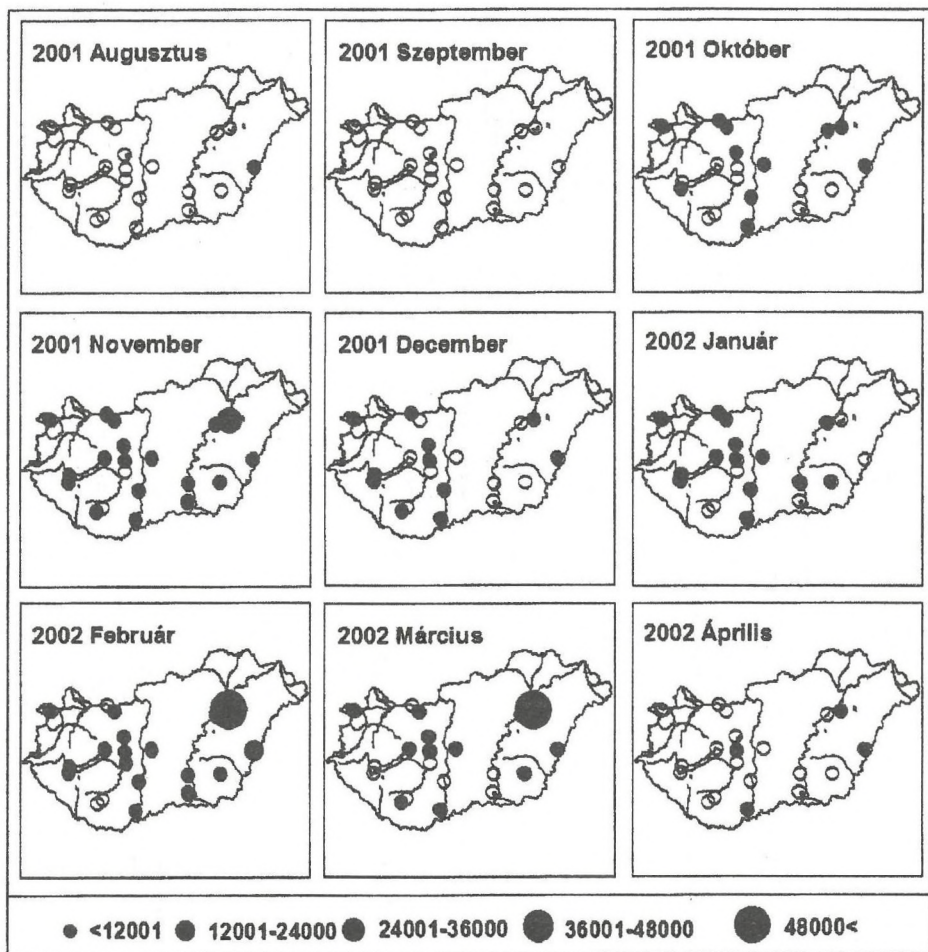 2001 Augusztus 2001 Szeptember 2001 Október
2001 November 2001 December 2002 Január
2002 Február 2002 Március 2002 Április
<12001 12001-24000 24001-36000 36001-48000 48000<